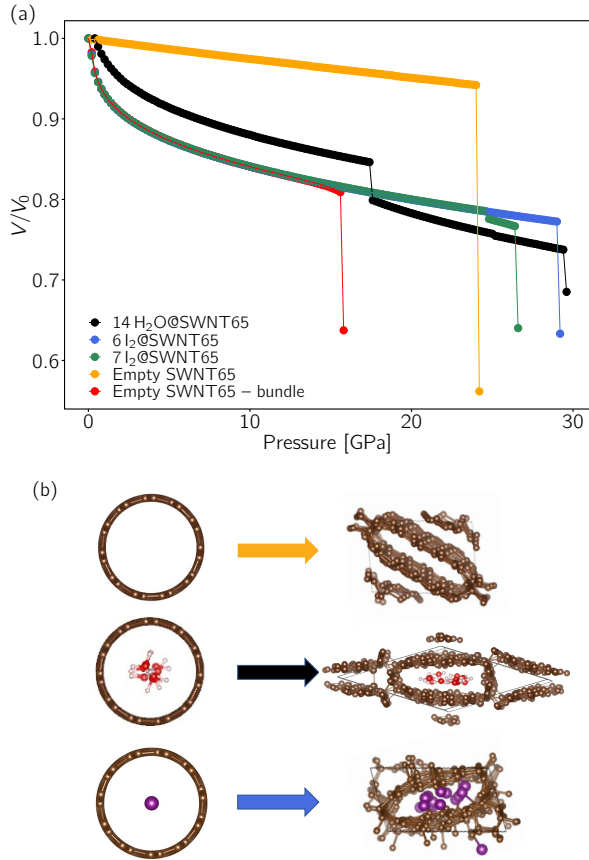 (a)
1.0
0.9
0.8
0.7
0.6
V/V₀
14 H₂O@SWNT65
6 I₂@SWNT65
7 I₂@SWNT65
Empty SWNT65
Empty SWNT65 – bundle
0
10
20
30
Pressure [GPa]
(b)